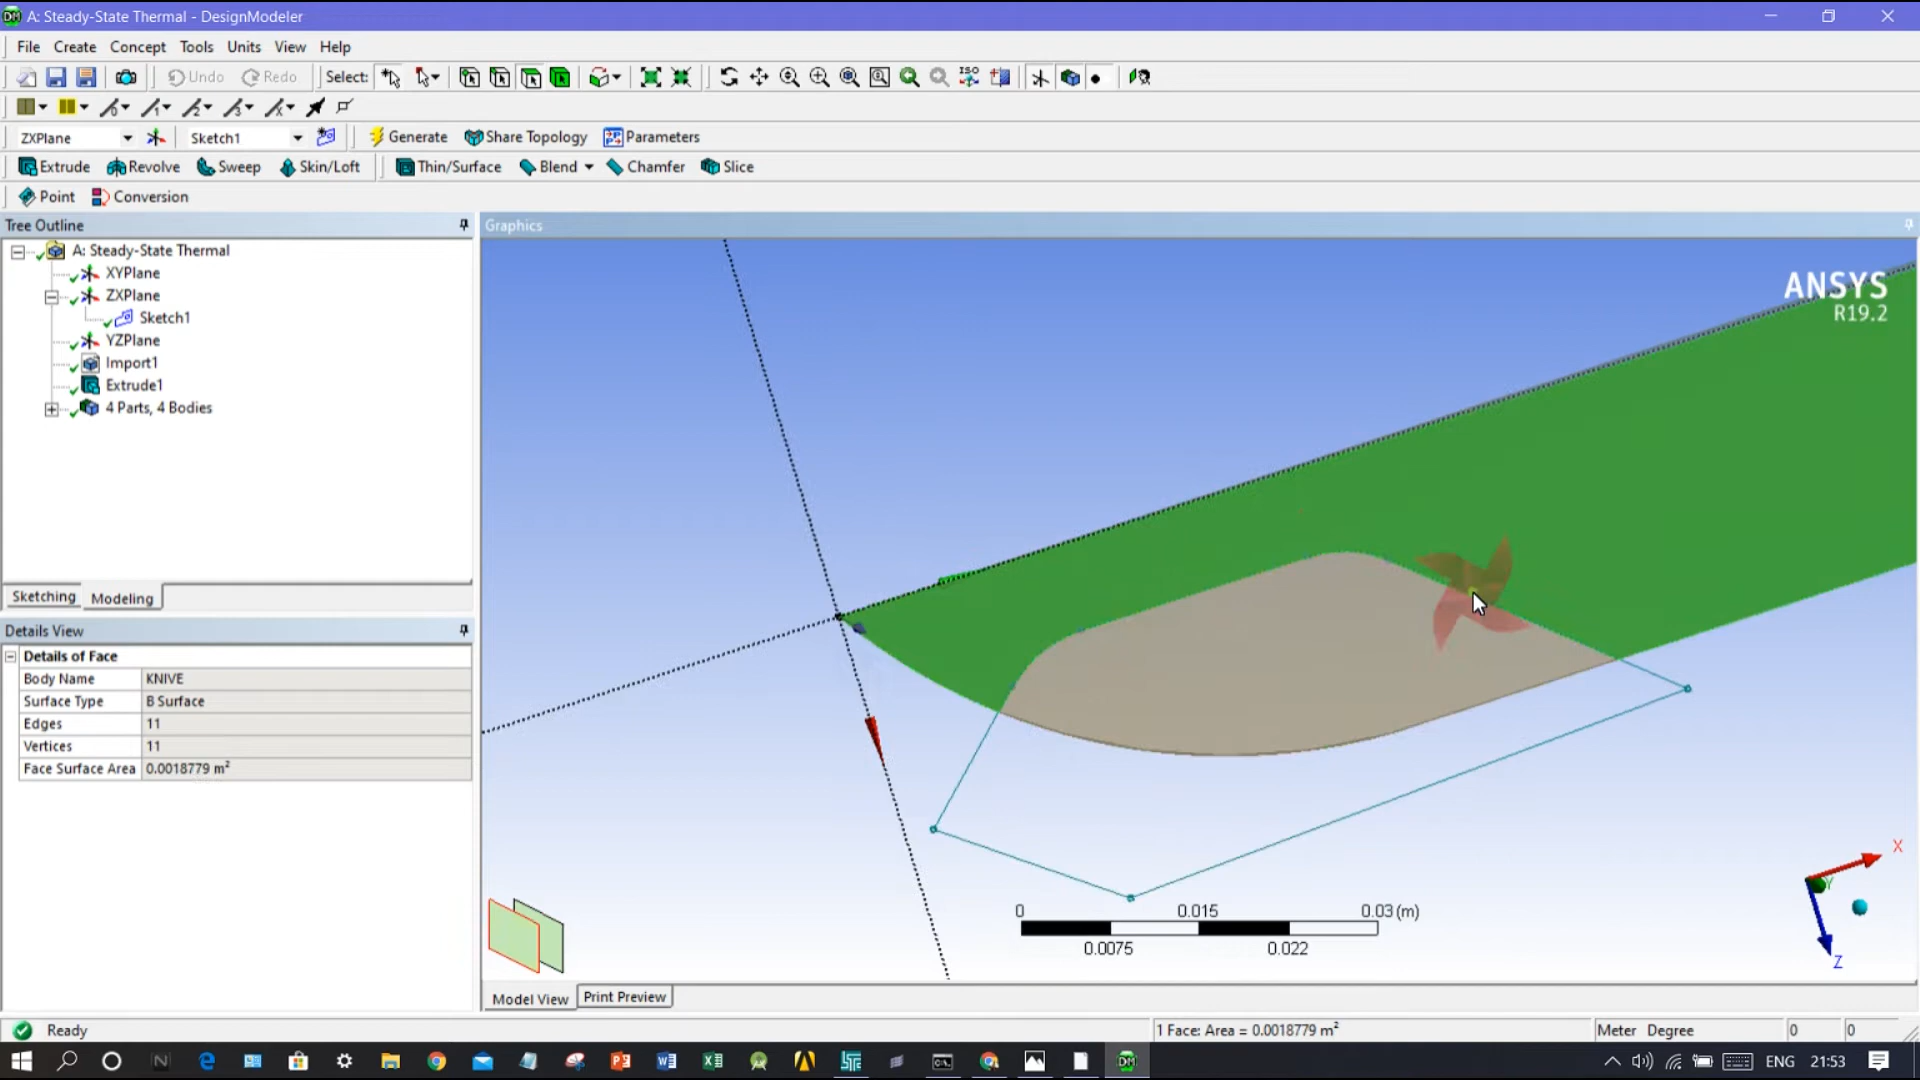 A: Steady-State Thermal - DesignModeler
File Create Concept Tools Units View Help
Undo Redo Select: ISO
ZXPlane Sketch1 Generate Share Topology Parameters
Extrude Revolve Sweep Skin/Loft Thin/Surface Blend Chamfer Slice
Point Conversion
Tree Outline
A: Steady-State Thermal
XYPlane
ZXPlane
Sketch1
YZPlane
Import1
Extrude1
4 Parts, 4 Bodies
Sketching Modeling
Details View
Details of Face
Body Name KNIVE
Surface Type B Surface
Edges 11
Vertices 11
Face Surface Area 0.0018779 m²
Graphics
ANSYS
R19.2
X
Y
Z
0 0.015 0.03 (m)
0.0075 0.022
Model View Print Preview
Ready 1 Face: Area = 0.0018779 m² Meter Degree 0 0
ENG 21:53